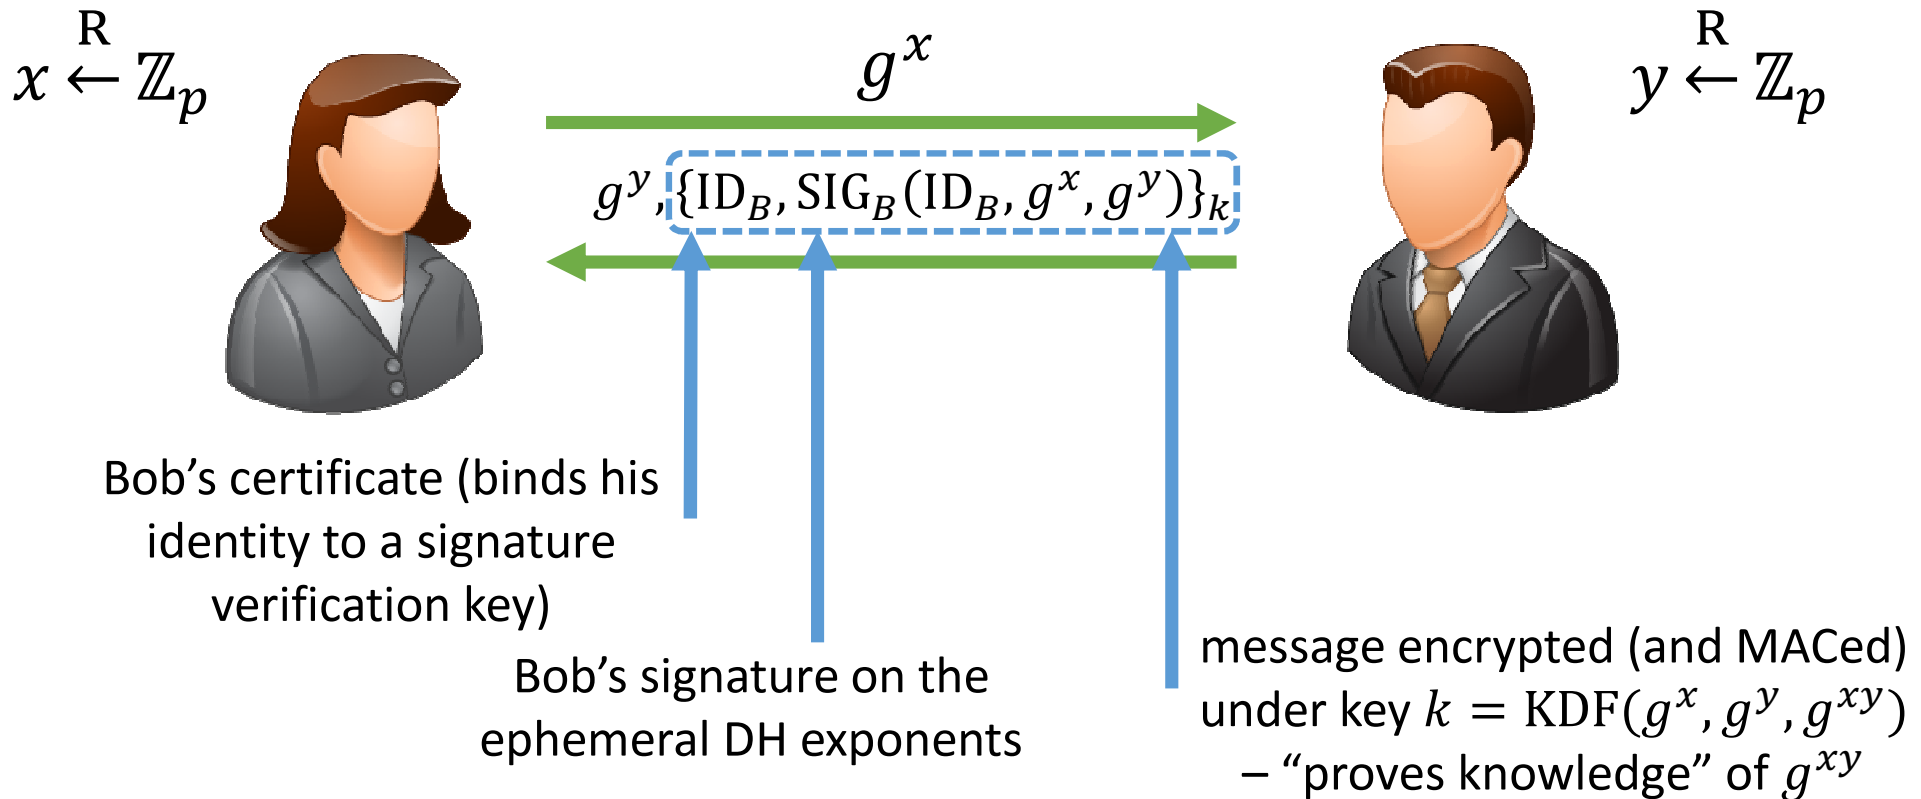 x ←R ℤ_p
g^x
y ←R ℤ_p
g^y, {ID_B, SIG_B(ID_B, g^x, g^y)}_k
Bob’s certificate (binds his
identity to a signature
verification key)
Bob’s signature on the
ephemeral DH exponents
message encrypted (and MACed)
under key k = KDF(g^x, g^y, g^xy)
– “proves knowledge” of g^xy